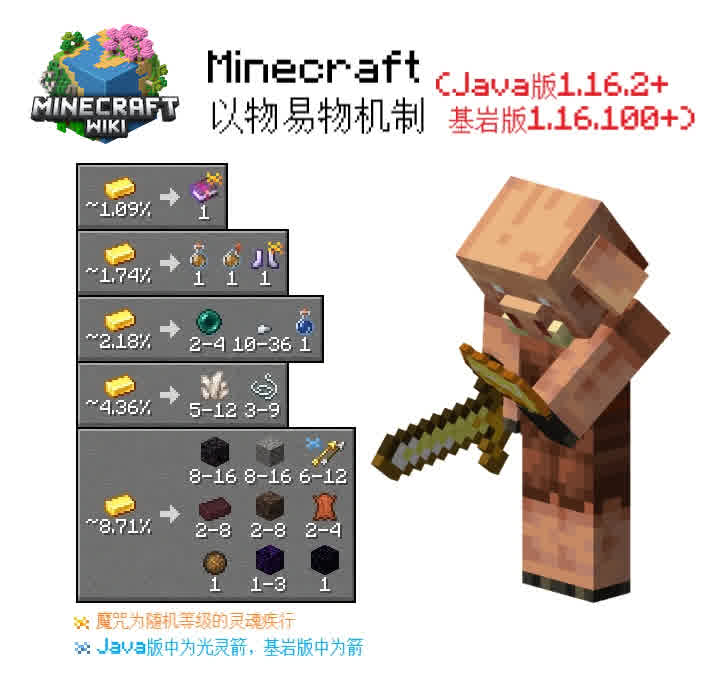 MINECRAFT
WIKI
Minecraft
以物易物机制
(Java版1.16.2+
基岩版1.16.100+)
~1.09%
1
~1.74%
1 1 1
~2.18%
2-4 10-36 1
~4.36%
5-12 3-9
8-16 8-16 6-12
~8.71%
2-8 2-8 2-4
1 1-3 1
魔咒为随机等级的灵魂疾行
Java版中为光灵箭，基岩版中为箭